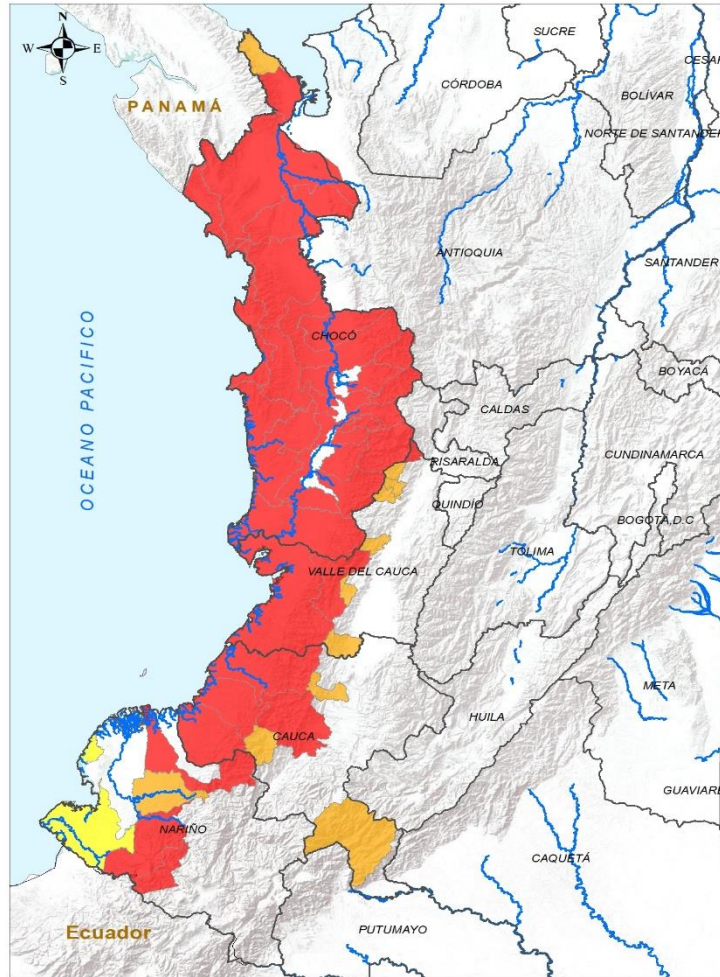 N
W E
S
SUCRE
CESAR
CÓRDOBA
BOLÍVAR
PANAMÁ
NORTE DE SANTANDER
ANTIOQUIA
SANTANDER
OCEANO PACIFICO
CHOCÓ
BOYACÁ
CALDAS
CUNDINAMARCA
RISARALDA
QUINDÍO
BOGOTÁ,D.C
TOLIMA
VALLE DEL CAUCA
META
HUILA
CAUCA
GUAVIARE
NARIÑO
CAQUETÁ
Ecuador
PUTUMAYO